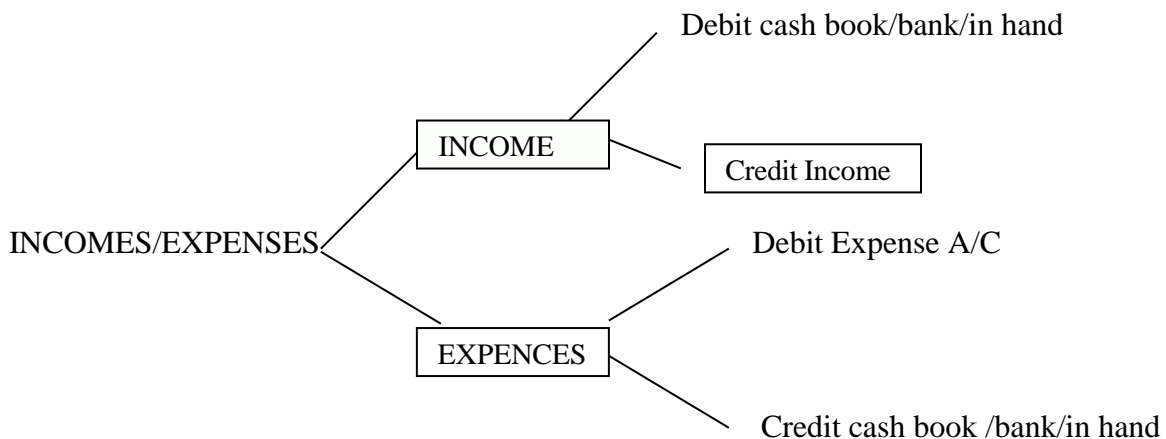 Debit cash book/bank/in hand
INCOME
Credit Income
INCOMES/EXPENSES
Debit Expense A/C
EXPENCES
Credit cash book /bank/in hand